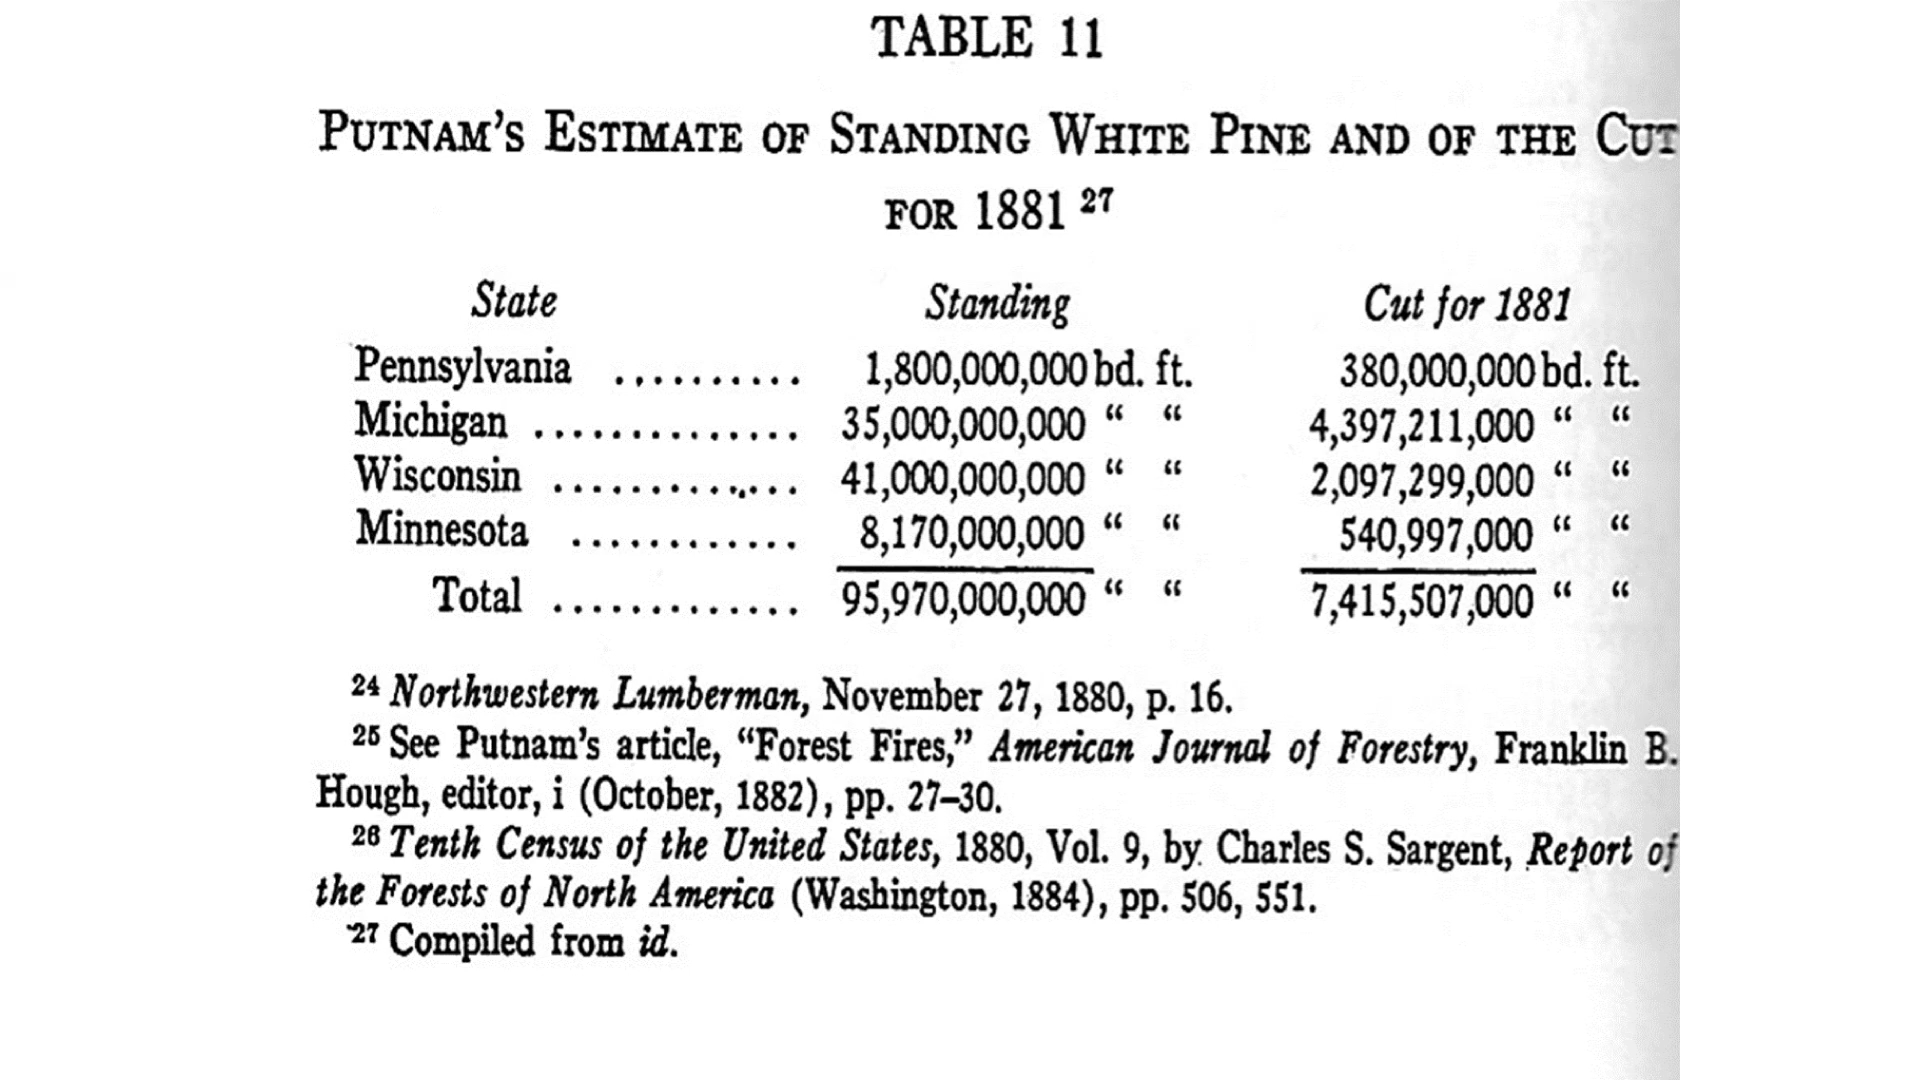 TABLE 11
PUTNAM'S ESTIMATE OF STANDING WHITE PINE AND OF THE CUT
FOR 1881 27
State Standing Cut for 1881
Pennsylvania .......... 1,800,000,000 bd. ft. 380,000,000 bd. ft.
Michigan .............. 35,000,000,000 “ “ 4,397,211,000 “ “
Wisconsin ............. 41,000,000,000 “ “ 2,097,299,000 “ “
Minnesota ............ 8,170,000,000 “ “ 540,997,000 “ “
Total ............. 95,970,000,000 “ “ 7,415,507,000 “ “
24 Northwestern Lumberman, November 27, 1880, p. 16.
25 See Putnam's article, “Forest Fires,” American Journal of Forestry, Franklin B.
Hough, editor, i (October, 1882), pp. 27–30.
26 Tenth Census of the United States, 1880, Vol. 9, by Charles S. Sargent, Report of
the Forests of North America (Washington, 1884), pp. 506, 551.
27 Compiled from id.